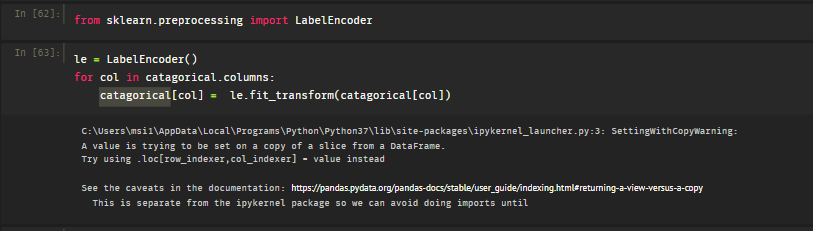 In [62]: from sklearn.preprocessing import LabelEncoder
In [63]: le = LabelEncoder()
for col in catagorical.columns:
    catagorical[col] =  le.fit_transform(catagorical[col])
C:\Users\msi1\AppData\Local\Programs\Python\Python37\lib\site-packages\ipykernel_launcher.py:3: SettingWithCopyWarning:
A value is trying to be set on a copy of a slice from a DataFrame.
Try using .loc[row_indexer,col_indexer] = value instead
See the caveats in the documentation: https://pandas.pydata.org/pandas-docs/stable/user_guide/indexing.html#returning-a-view-versus-a-copy
  This is separate from the ipykernel package so we can avoid doing imports until